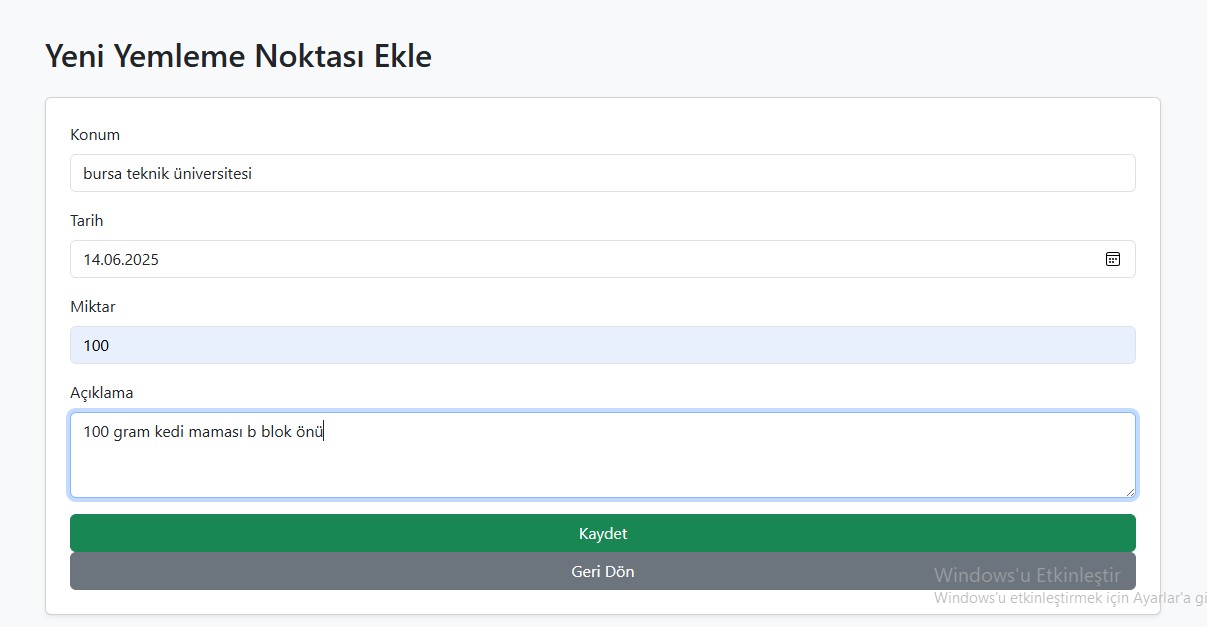 Yeni Yemleme Noktası Ekle
Konum
bursa teknik üniversitesi
Tarih
14.06.2025
Miktar
100
Açıklama
100 gram kedi maması b blok önü
Kaydet
Geri Dön
Windows'u Etkinleştir
Windows'u etkinleştirmek için Ayarlar'a gi